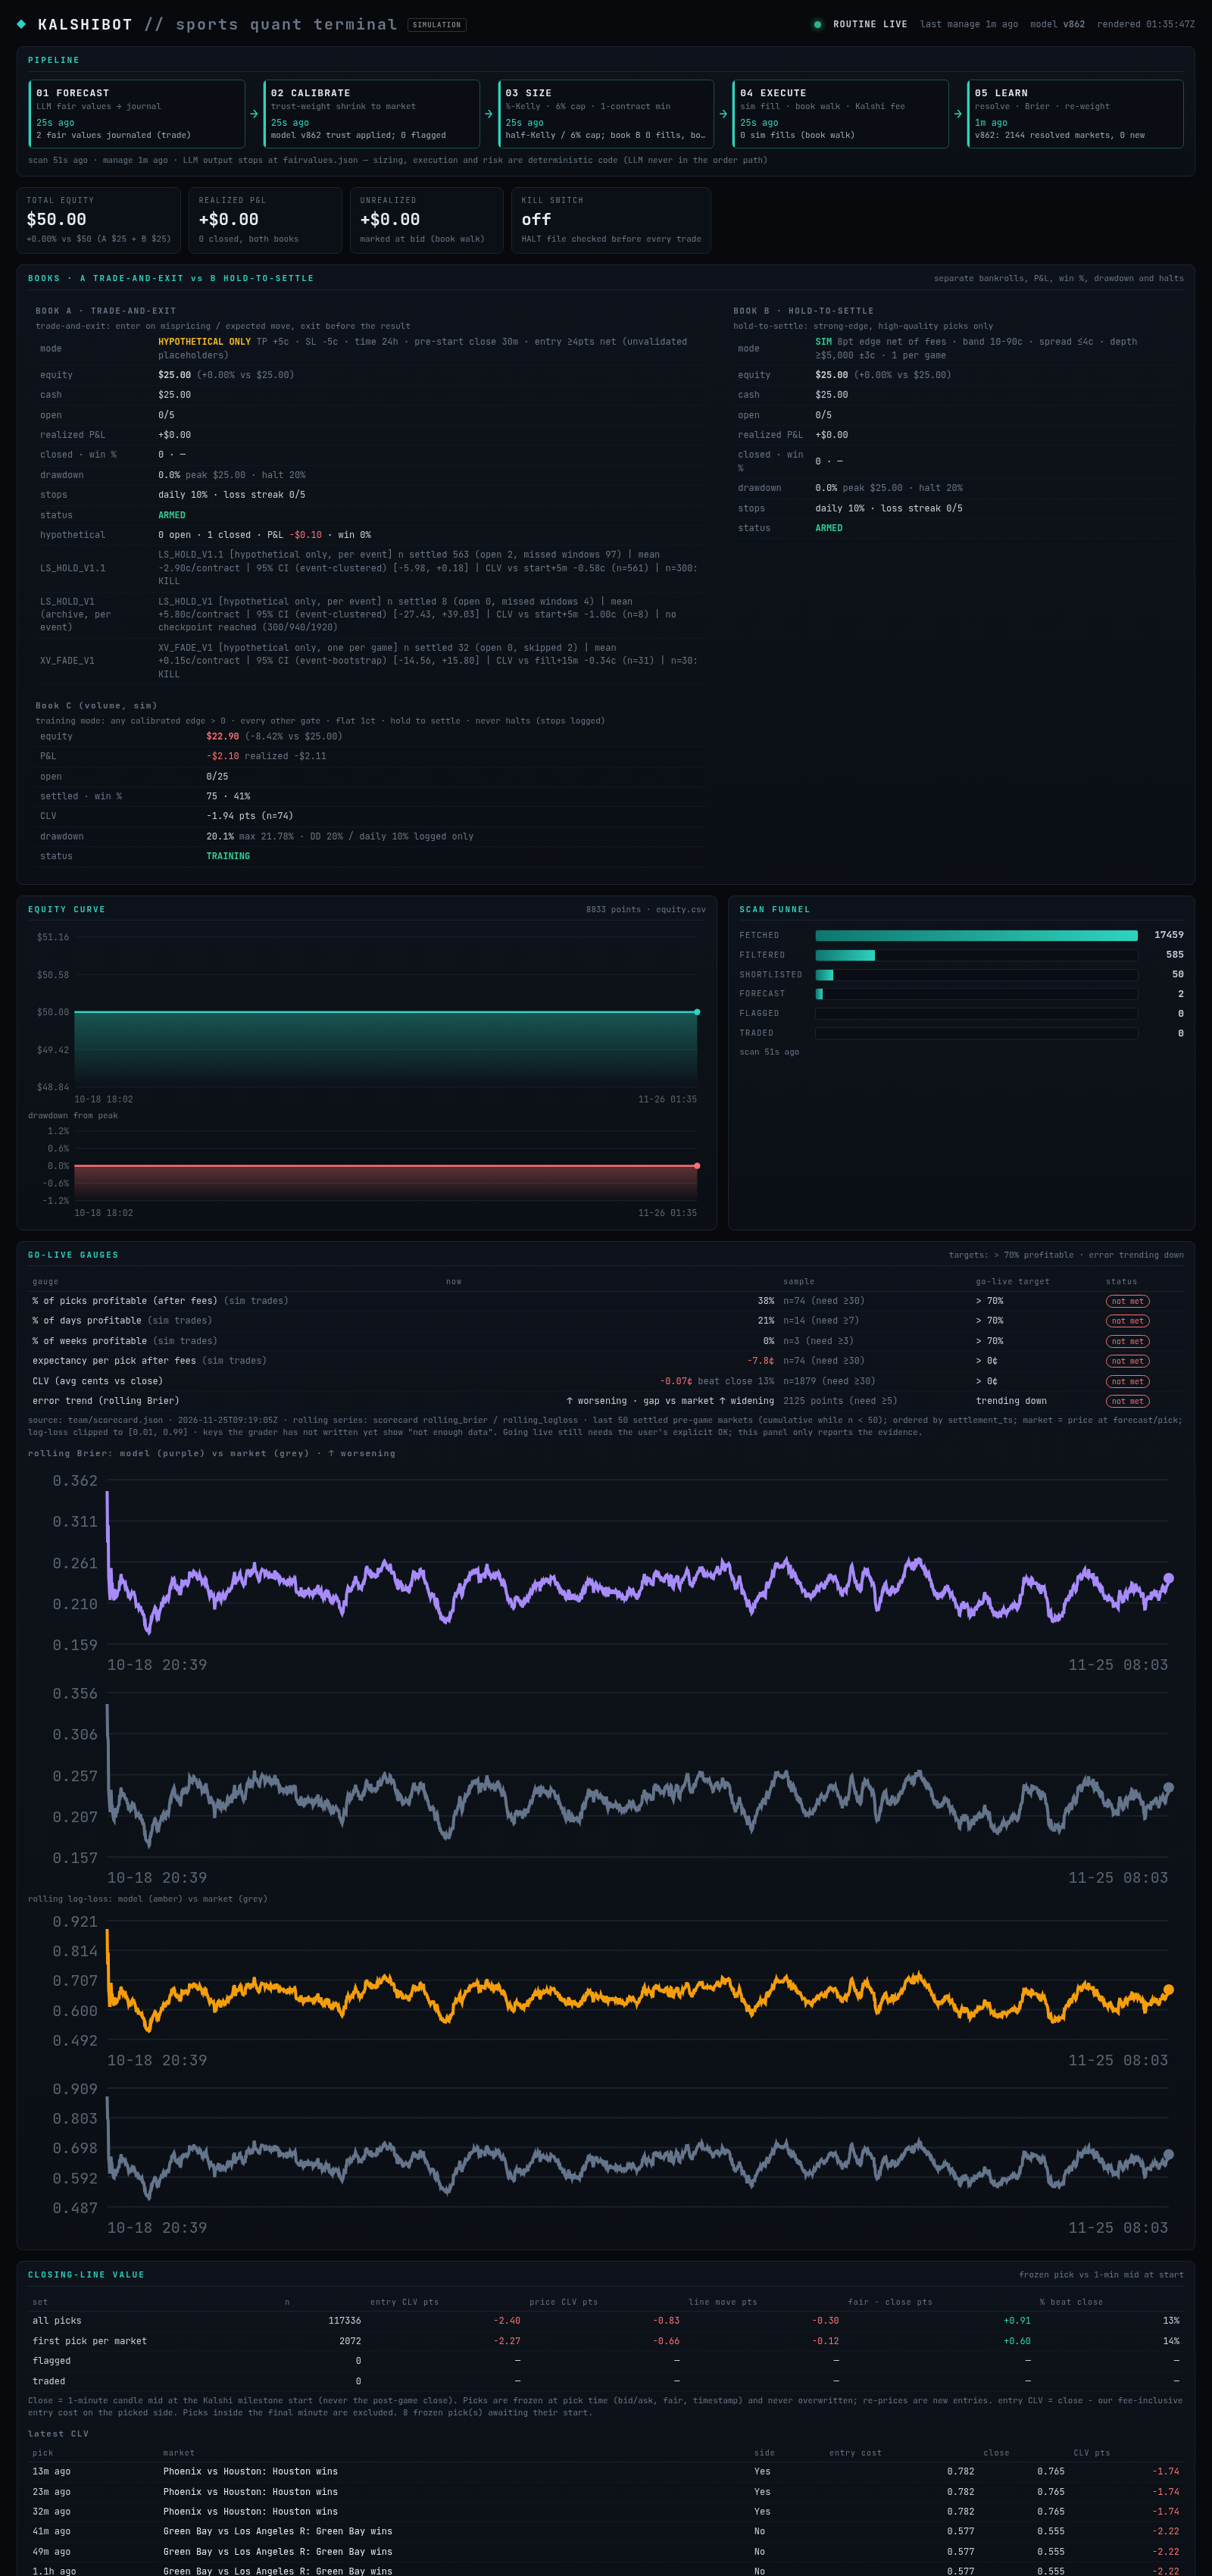 ◆ KALSHIBOT // sports quant terminal SIMULATION
ROUTINE LIVE last manage 1m ago model v862 rendered 01:35:47Z
PIPELINE
01 FORECAST
LLM fair values → journal
25s ago
2 fair values journaled (trade)
→
02 CALIBRATE
trust-weight shrink to market
25s ago
model v862 trust applied; 0 flagged
→
03 SIZE
½-Kelly · 6% cap · 1-contract min
25s ago
half-Kelly / 6% cap; book B 0 fills, bo…
→
04 EXECUTE
sim fill · book walk · Kalshi fee
25s ago
0 sim fills (book walk)
→
05 LEARN
resolve · Brier · re-weight
1m ago
v862: 2144 resolved markets, 0 new
scan 51s ago · manage 1m ago · LLM output stops at fairvalues.json — sizing, execution and risk are deterministic code (LLM never in the order path)
TOTAL EQUITY
$50.00
+0.00% vs $50 (A $25 + B $25)
REALIZED P&L
+$0.00
0 closed, both books
UNREALIZED
+$0.00
marked at bid (book walk)
KILL SWITCH
off
HALT file checked before every trade
BOOKS · A TRADE-AND-EXIT vs B HOLD-TO-SETTLE
separate bankrolls, P&L, win %, drawdown and halts
BOOK A · TRADE-AND-EXIT
trade-and-exit: enter on mispricing / expected move, exit before the result
mode HYPOTHETICAL ONLY TP +5c · SL -5c · time 24h · pre-start close 30m · entry ≥4pts net (unvalidated
placeholders)
equity $25.00 (+0.00% vs $25.00)
cash $25.00
open 0/5
realized P&L +$0.00
closed · win % 0 · —
drawdown 0.0% peak $25.00 · halt 20%
stops daily 10% · loss streak 0/5
status ARMED
hypothetical 0 open · 1 closed · P&L -$0.10 · win 0%
LS_HOLD_V1.1 LS_HOLD_V1.1 [hypothetical only, per event] n settled 563 (open 2, missed windows 97) | mean
-2.90c/contract | 95% CI (event-clustered) [-5.98, +0.18] | CLV vs start+5m -0.58c (n=561) | n=300:
KILL
LS_HOLD_V1 (archive, per event) LS_HOLD_V1 [hypothetical only, per event] n settled 8 (open 0, missed windows 4) | mean
+5.80c/contract | 95% CI (event-clustered) [-27.43, +39.03] | CLV vs start+5m -1.00c (n=8) | no
checkpoint reached (300/940/1920)
XV_FADE_V1 XV_FADE_V1 [hypothetical only, one per game] n settled 32 (open 0, skipped 2) | mean
+0.15c/contract | 95% CI (event-bootstrap) [-14.56, +15.80] | CLV vs fill+15m -0.34c (n=31) | n=30:
KILL
BOOK B · HOLD-TO-SETTLE
hold-to-settle: strong-edge, high-quality picks only
mode SIM 8pt edge net of fees · band 10-90c · spread ≤4c · depth
≥$5,000 ±3c · 1 per game
equity $25.00 (+0.00% vs $25.00)
cash $25.00
open 0/5
realized P&L +$0.00
closed · win % 0 · —
drawdown 0.0% peak $25.00 · halt 20%
stops daily 10% · loss streak 0/5
status ARMED
Book C (volume, sim)
training mode: any calibrated edge > 0 · every other gate · flat 1ct · hold to settle · never halts (stops logged)
equity $22.90 (-8.42% vs $25.00)
P&L -$2.10 realized -$2.11
open 0/25
settled · win % 75 · 41%
CLV -1.94 pts (n=74)
drawdown 20.1% max 21.78% · DD 20% / daily 10% logged only
status TRAINING
EQUITY CURVE
8833 points · equity.csv
$51.16
$50.58
$50.00
$49.42
$48.84
10-18 18:02 11-26 01:35
drawdown from peak
1.2%
0.6%
0.0%
-0.6%
-1.2%
10-18 18:02 11-26 01:35
SCAN FUNNEL
FETCHED 17459
FILTERED 585
SHORTLISTED 50
FORECAST 2
FLAGGED 0
TRADED 0
scan 51s ago
GO-LIVE GAUGES
targets: > 70% profitable · error trending down
gauge now sample go-live target status
% of picks profitable (after fees) (sim trades) 38% n=74 (need ≥30) > 70% not met
% of days profitable (sim trades) 21% n=14 (need ≥7) > 70% not met
% of weeks profitable (sim trades) 0% n=3 (need ≥3) > 70% not met
expectancy per pick after fees (sim trades) -7.8¢ n=74 (need ≥30) > 0¢ not met
CLV (avg cents vs close) -0.07¢ beat close 13% n=1879 (need ≥30) > 0¢ not met
error trend (rolling Brier) ↑ worsening · gap vs market ↑ widening 2125 points (need ≥5) trending down not met
source: team/scorecard.json · 2026-11-25T09:19:05Z · rolling series: scorecard rolling_brier / rolling_logloss · last 50 settled pre-game markets (cumulative while n < 50); ordered by settlement_ts; market = price at forecast/pick;
log-loss clipped to [0.01, 0.99] · keys the grader has not written yet show "not enough data". Going live still needs the user's explicit OK; this panel only reports the evidence.
rolling Brier: model (purple) vs market (grey) · ↑ worsening
0.362
0.311
0.261
0.210
0.159
10-18 20:39 11-25 08:03
0.356
0.306
0.257
0.207
0.157
10-18 20:39 11-25 08:03
rolling log-loss: model (amber) vs market (grey)
0.921
0.814
0.707
0.600
0.492
10-18 20:39 11-25 08:03
0.909
0.803
0.698
0.592
0.487
10-18 20:39 11-25 08:03
CLOSING-LINE VALUE
frozen pick vs 1-min mid at start
set n entry CLV pts price CLV pts line move pts fair - close pts % beat close
all picks 117336 -2.40 -0.83 -0.30 +0.91 13%
first pick per market 2072 -2.27 -0.66 -0.12 +0.60 14%
flagged 0 — — — — —
traded 0 — — — — —
Close = 1-minute candle mid at the Kalshi milestone start (never the post-game close). Picks are frozen at pick time (bid/ask, fair, timestamp) and never overwritten; re-prices are new entries. entry CLV = close - our fee-inclusive
entry cost on the picked side. Picks inside the final minute are excluded. 8 frozen pick(s) awaiting their start.
latest CLV
pick market side entry cost close CLV pts
13m ago Phoenix vs Houston: Houston wins Yes 0.782 0.765 -1.74
23m ago Phoenix vs Houston: Houston wins Yes 0.782 0.765 -1.74
32m ago Phoenix vs Houston: Houston wins Yes 0.782 0.765 -1.74
41m ago Green Bay vs Los Angeles R: Green Bay wins No 0.577 0.555 -2.22
49m ago Green Bay vs Los Angeles R: Green Bay wins No 0.577 0.555 -2.22
1.1h ago Green Bay vs Los Angeles R: Green Bay wins No 0.577 0.555 -2.22